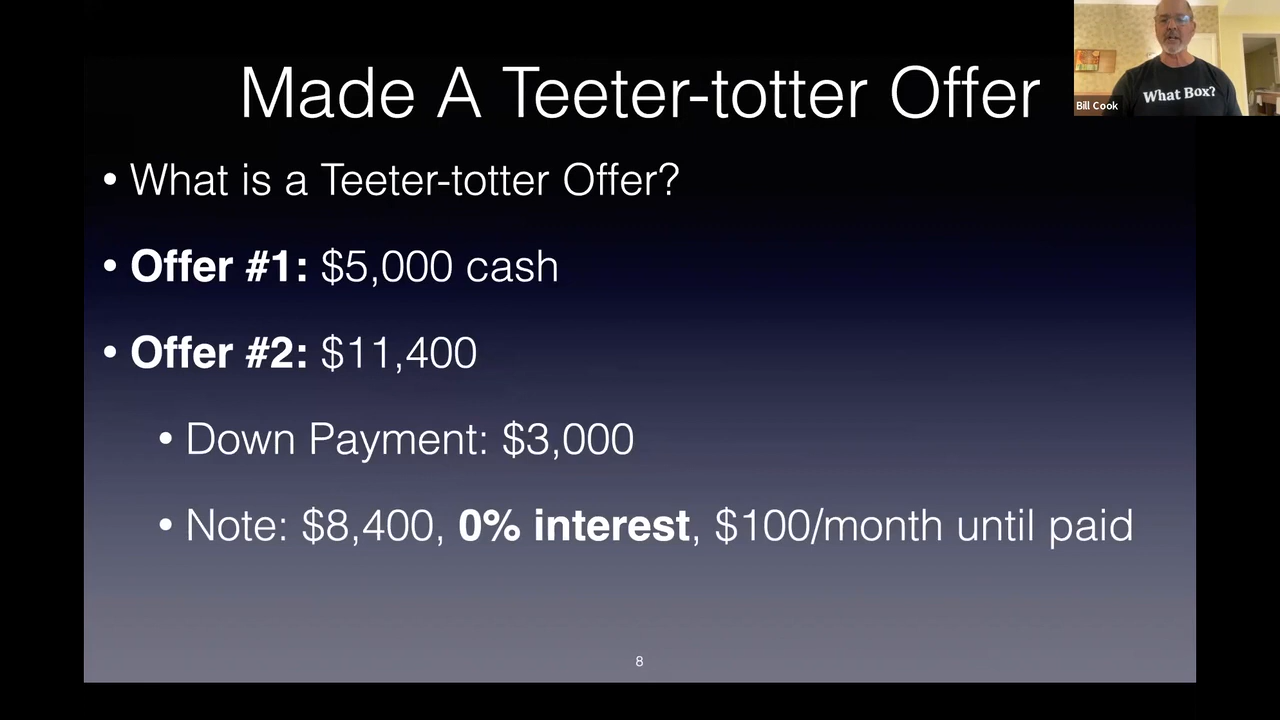 Made A Teeter-totter Offer
What Box?
Bill Cook
• What is a Teeter-totter Offer?
• Offer #1: $5,000 cash
• Offer #2: $11,400
• Down Payment: $3,000
• Note: $8,400, 0% interest, $100/month until paid
8